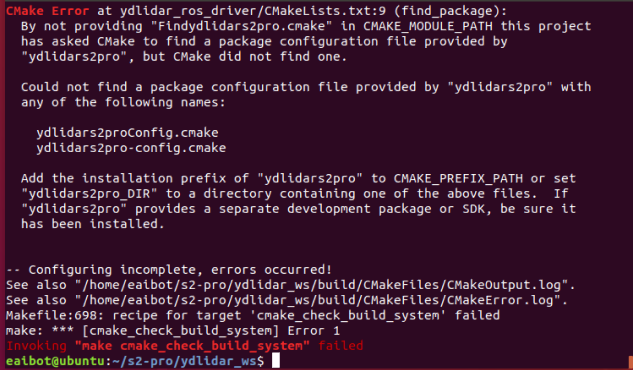 CMake Error at ydlidar_ros_driver/CMakeLists.txt:9 (find_package):
By not providing "Findydlidars2pro.cmake" in CMAKE_MODULE_PATH this project
has asked CMake to find a package configuration file provided by
"ydlidars2pro", but CMake did not find one.
Could not find a package configuration file provided by "ydlidars2pro" with
any of the following names:
ydlidars2proConfig.cmake
ydlidars2pro-config.cmake
Add the installation prefix of "ydlidars2pro" to CMAKE_PREFIX_PATH or set
"ydlidars2pro_DIR" to a directory containing one of the above files.  If
"ydlidars2pro" provides a separate development package or SDK, be sure it
has been installed.
-- Configuring incomplete, errors occurred!
See also "/home/eaibot/s2-pro/ydlidar_ws/build/CMakeFiles/CMakeOutput.log".
See also "/home/eaibot/s2-pro/ydlidar_ws/build/CMakeFiles/CMakeError.log".
Makefile:698: recipe for target 'cmake_check_build_system' failed
make: *** [cmake_check_build_system] Error 1
Invoking "make cmake_check_build_system" failed
eaibot@ubuntu:~/s2-pro/ydlidar_ws$